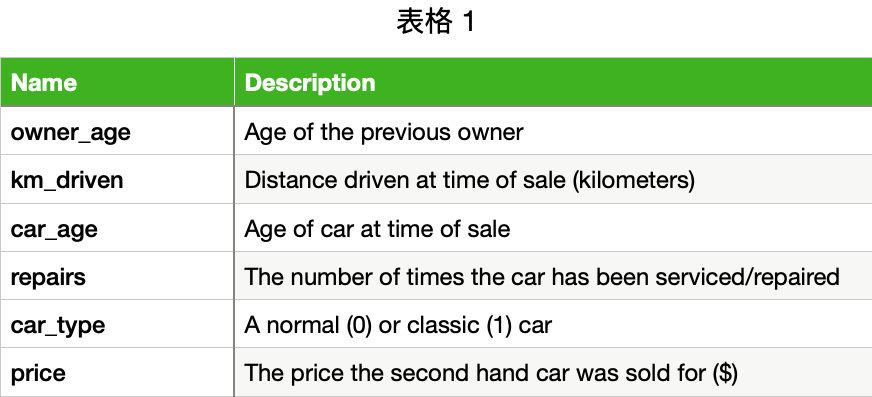 表格 1
Name Description
owner_age Age of the previous owner
km_driven Distance driven at time of sale (kilometers)
car_age Age of car at time of sale
repairs The number of times the car has been serviced/repaired
car_type A normal (0) or classic (1) car
price The price the second hand car was sold for ($)